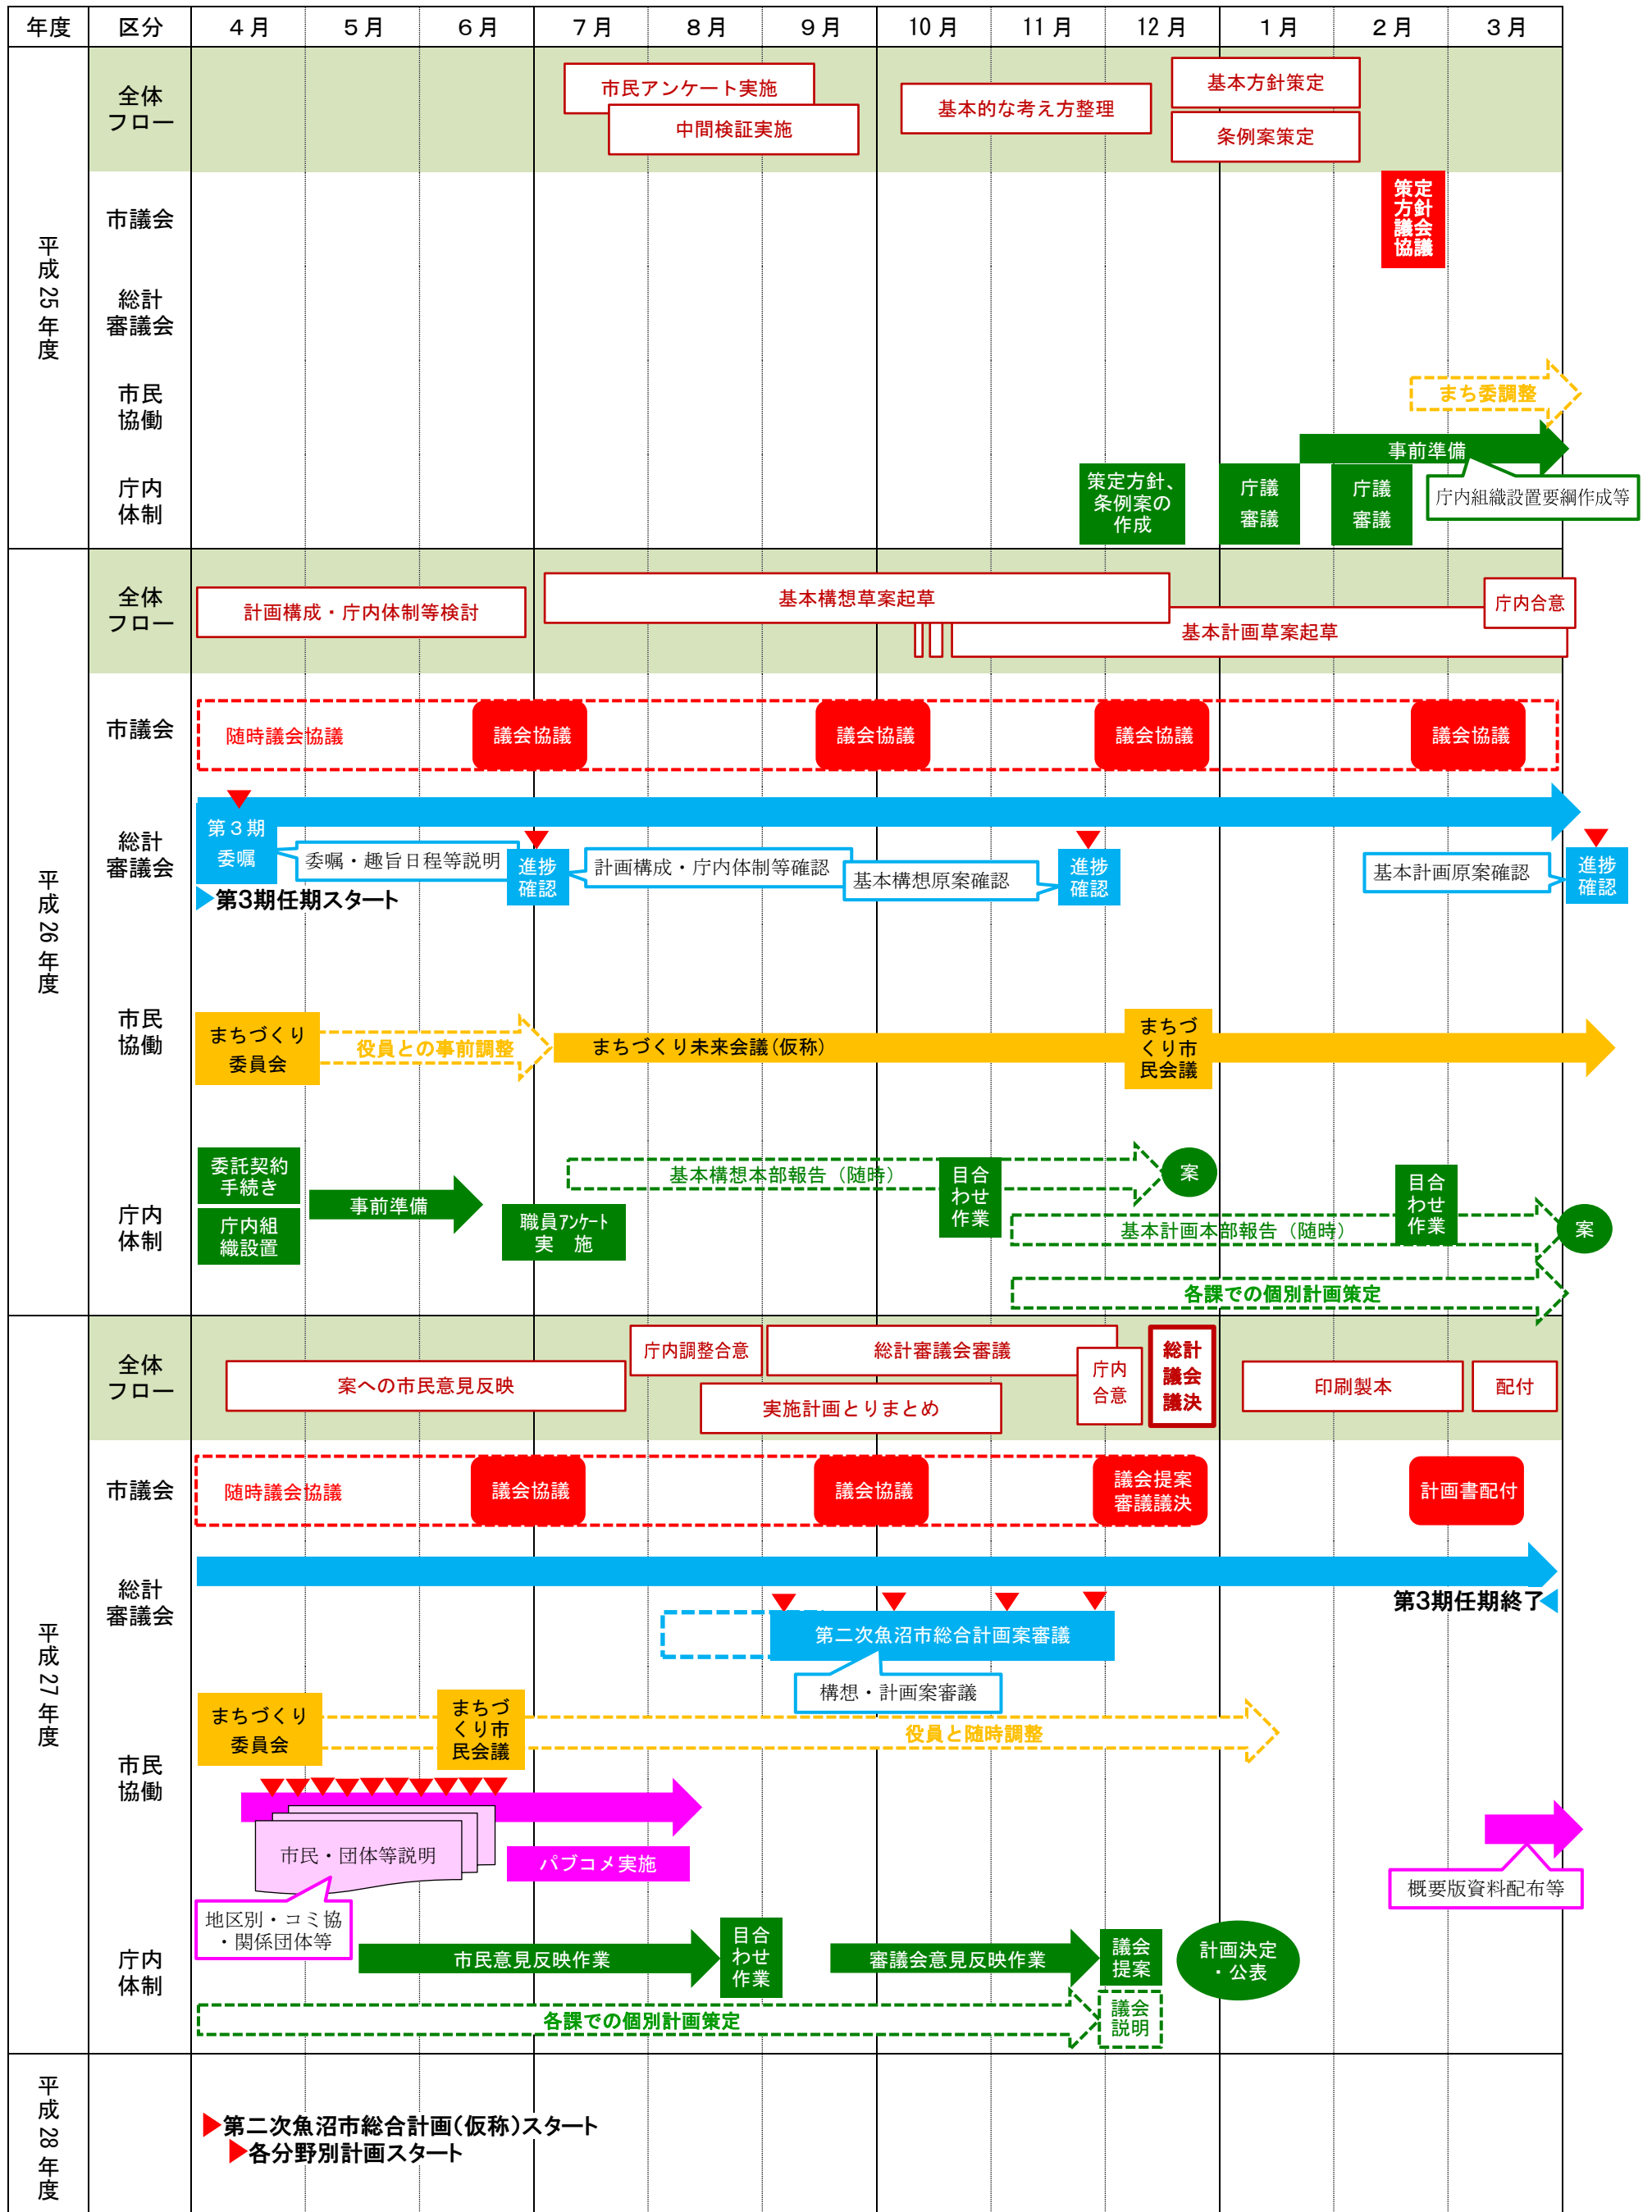 年度 区分 4月 5月 6月 7月 8月 9月 10月 11月 12月 1月 2月 3月
平成25年度
全体
フロー
市民アンケート実施
中間検証実施
基本的な考え方整理
基本方針策定
条例案策定
市議会
策定
方針
議会
協議
総計
審議会
市民
協働
まち委調整
庁内
体制
事前準備
策定方針、
条例案の
作成
庁議
審議
庁議
審議
庁内組織設置要綱作成等
平成26年度
全体
フロー
計画構成・庁内体制等検討
基本構想草案起草
基本計画草案起草
庁内合意
市議会
随時議会協議
議会協議
議会協議
議会協議
議会協議
総計
審議会
第3期
委嘱
委嘱・趣旨日程等説明
進捗
確認
計画構成・庁内体制等確認
基本構想原案確認
進捗
確認
基本計画原案確認
進捗
確認
第3期任期スタート
市民
協働
まちづくり
委員会
役員との事前調整
まちづくり未来会議(仮称)
まちづ
くり市
民会議
庁内
体制
委託契約
手続き
庁内組
織設置
事前準備
職員アンケート
実 施
基本構想本部報告（随時）
目合
わせ
作業
案
基本計画本部報告（随時）
目合
わせ
作業
案
各課での個別計画策定
平成27年度
全体
フロー
案への市民意見反映
庁内調整合意
総計審議会審議
実施計画とりまとめ
庁内
合意
総計
議会
議決
印刷製本
配付
市議会
随時議会協議
議会協議
議会協議
議会提案
審議議決
計画書配付
総計
審議会
第3期任期終了
第二次魚沼市総合計画案審議
構想・計画案審議
市民
協働
まちづくり
委員会
まちづ
くり市
民会議
役員と随時調整
市民・団体等説明
パブコメ実施
地区別・コミ協
・関係団体等
概要版資料配布等
庁内
体制
市民意見反映作業
目合
わせ
作業
審議会意見反映作業
議会
提案
計画決定
・公表
各課での個別計画策定
議会
説明
平成28年度
第二次魚沼市総合計画(仮称)スタート
各分野別計画スタート